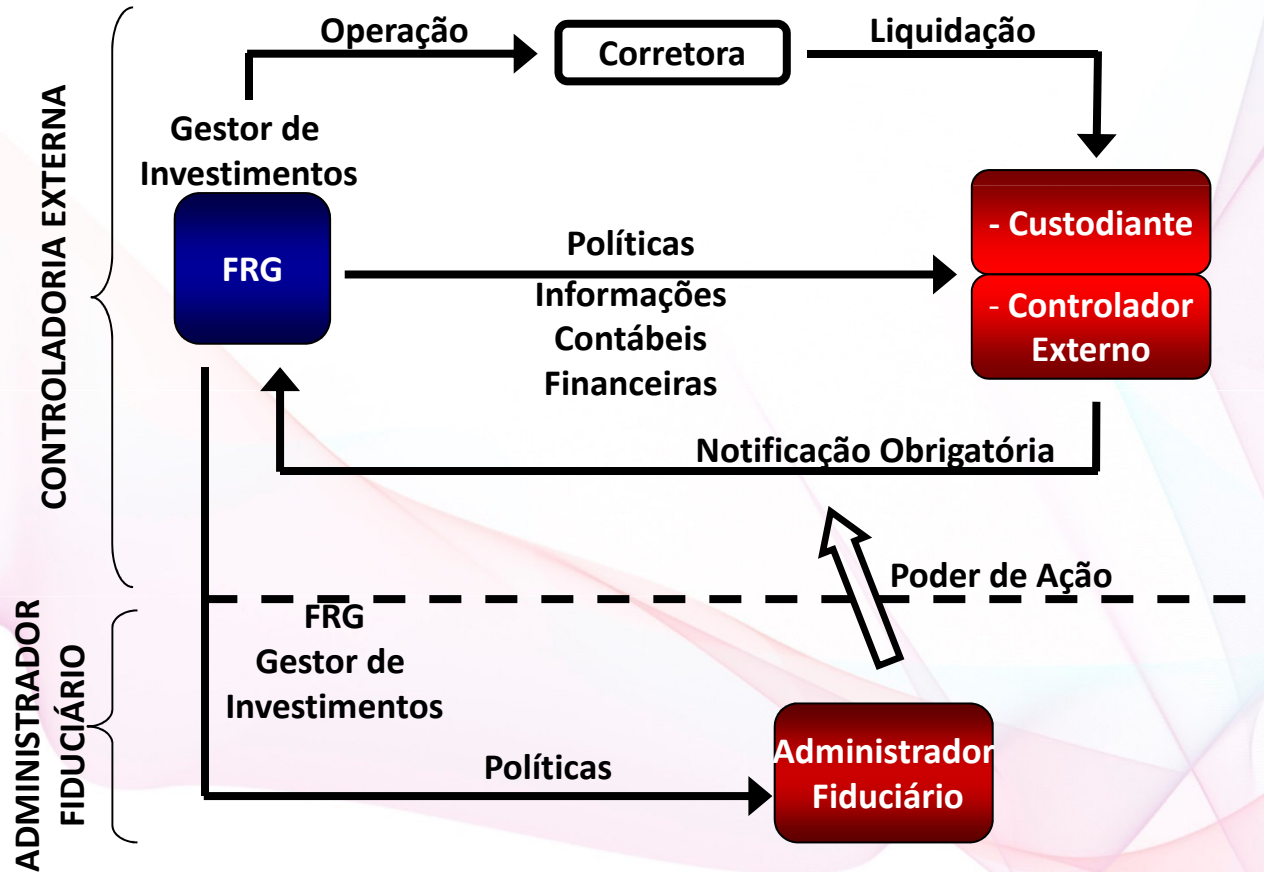 Operação
Corretora
Liquidação
CONTROLADORIA EXTERNA
Gestor de
Investimentos
FRG
Políticas
Informações
Contábeis
Financeiras
- Custodiante
- Controlador
Externo
Notificação Obrigatória
Poder de Ação
ADMINISTRADOR
FIDUCIÁRIO
FRG
Gestor de
Investimentos
Políticas
Administrador
Fiduciário